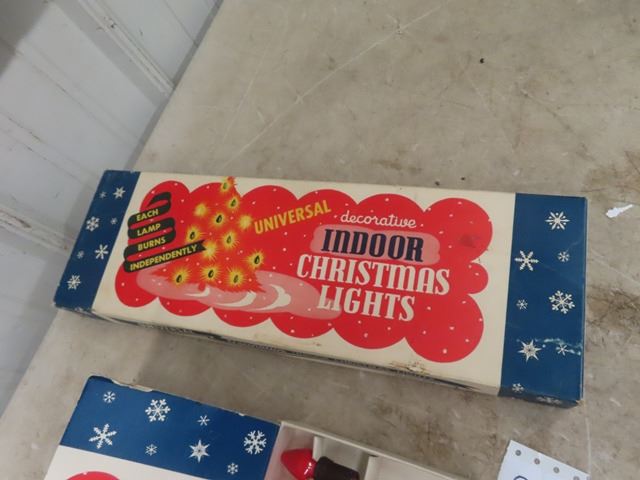 EACH
LAMP
BURNS
INDEPENDENTLY
UNIVERSAL
decorative
INDOOR
CHRISTMAS
LIGHTS